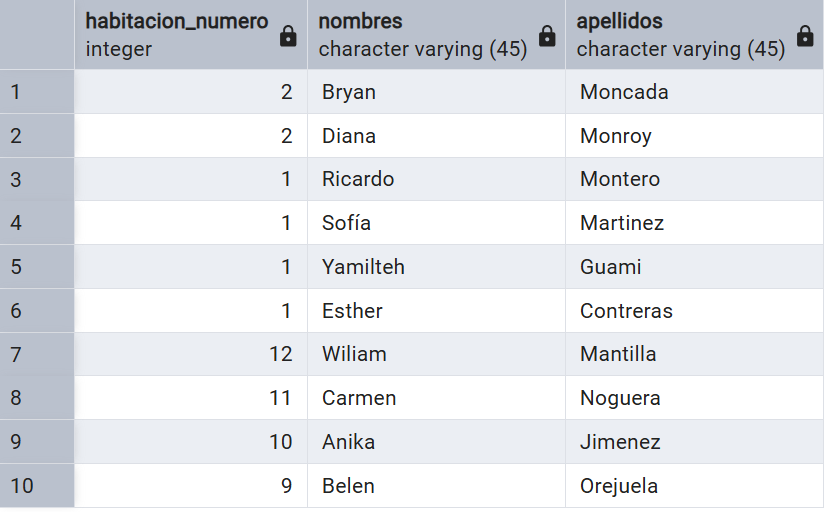 habitacion_numero nombres apellidos
integer character varying (45) character varying (45)
1 2 Bryan Moncada
2 2 Diana Monroy
3 1 Ricardo Montero
4 1 Sofía Martinez
5 1 Yamilteh Guami
6 1 Esther Contreras
7 12 Wiliam Mantilla
8 11 Carmen Noguera
9 10 Anika Jimenez
10 9 Belen Orejuela